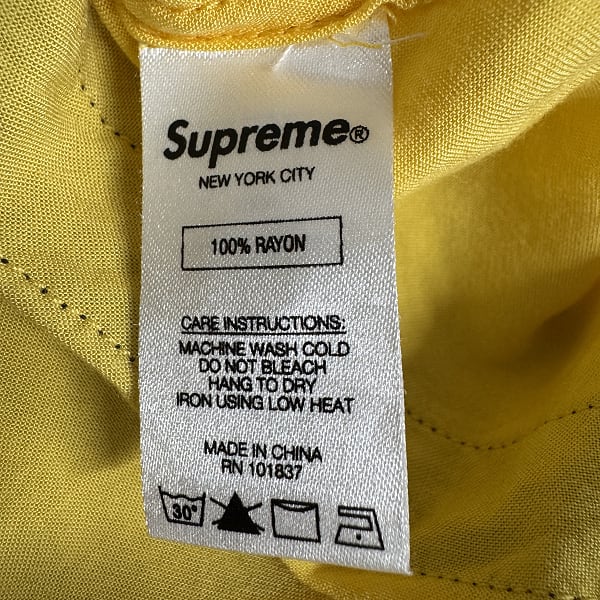 Supreme®
NEW YORK CITY
100% RAYON
CARE INSTRUCTIONS:
MACHINE WASH COLD
DO NOT BLEACH
HANG TO DRY
IRON USING LOW HEAT
MADE IN CHINA
RN 101837
30°